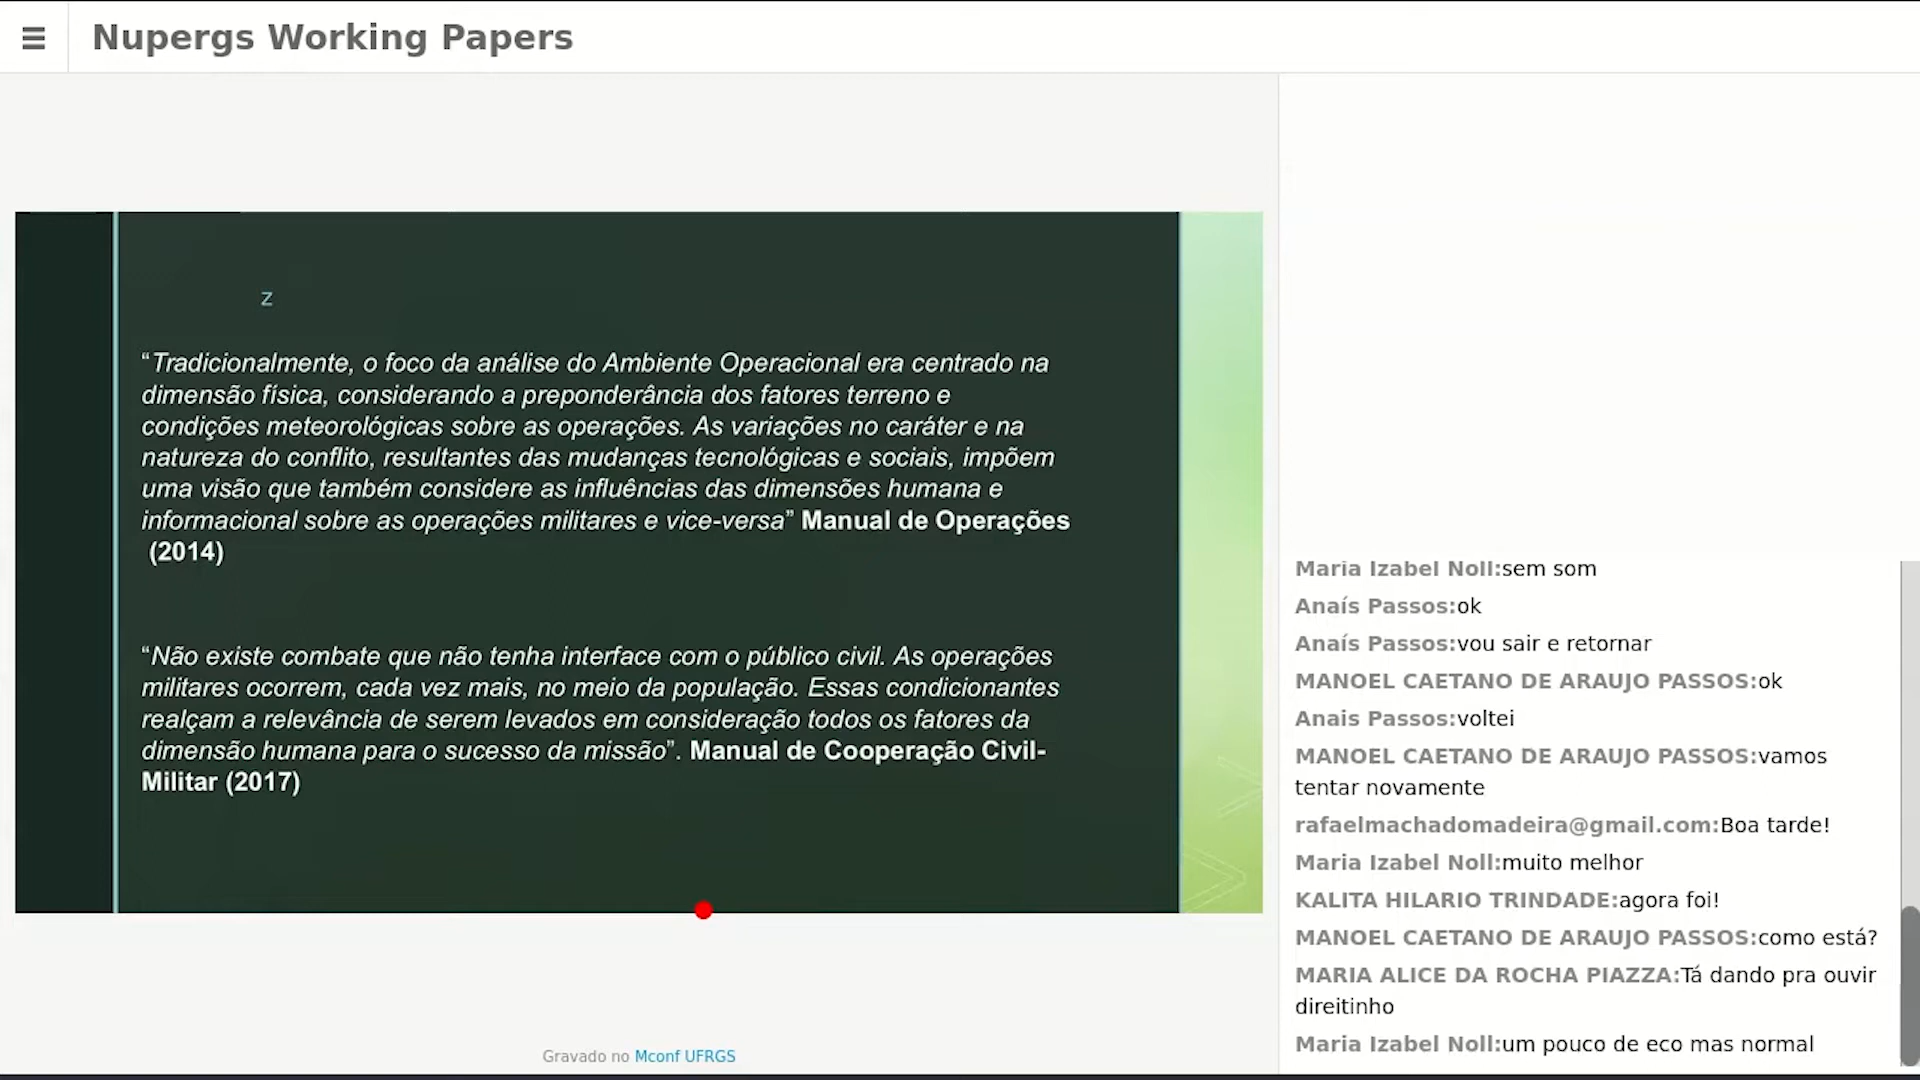 Nupergs Working Papers
z
“Tradicionalmente, o foco da análise do Ambiente Operacional era centrado na
dimensão física, considerando a preponderância dos fatores terreno e
condições meteorológicas sobre as operações. As variações no caráter e na
natureza do conflito, resultantes das mudanças tecnológicas e sociais, impõem
uma visão que também considere as influências das dimensões humana e
informacional sobre as operações militares e vice-versa” Manual de Operações
(2014)
“Não existe combate que não tenha interface com o público civil. As operações
militares ocorrem, cada vez mais, no meio da população. Essas condicionantes
realçam a relevância de serem levados em consideração todos os fatores da
dimensão humana para o sucesso da missão”. Manual de Cooperação Civil-
Militar (2017)
Gravado no Mconf UFRGS
Maria Izabel Noll:sem som
Anaís Passos:ok
Anaís Passos:vou sair e retornar
MANOEL CAETANO DE ARAUJO PASSOS:ok
Anais Passos:voltei
MANOEL CAETANO DE ARAUJO PASSOS:vamos
tentar novamente
rafaelmachadomadeira@gmail.com:Boa tarde!
Maria Izabel Noll:muito melhor
KALITA HILARIO TRINDADE:agora foi!
MANOEL CAETANO DE ARAUJO PASSOS:como está?
MARIA ALICE DA ROCHA PIAZZA:Tá dando pra ouvir
direitinho
Maria Izabel Noll:um pouco de eco mas normal